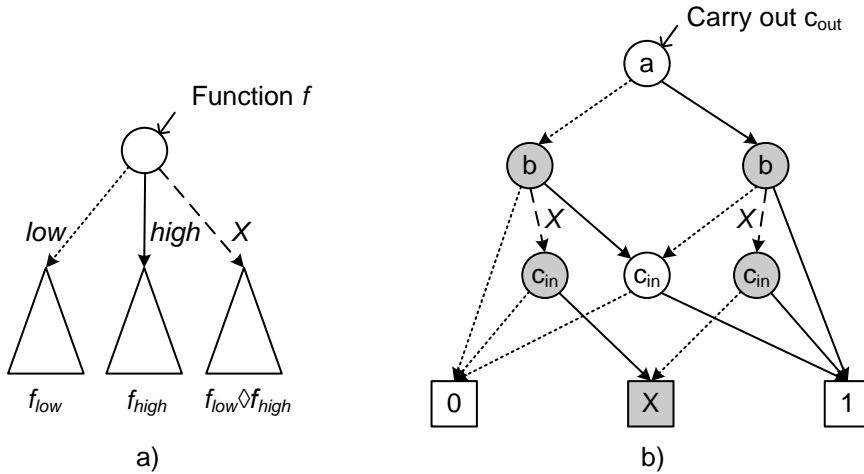 Function f
low
high
X
f_low
f_high
f_low◊f_high
a)
Carry out c_out
a
b
b
X
X
c_in
c_in
c_in
0
X
1
b)